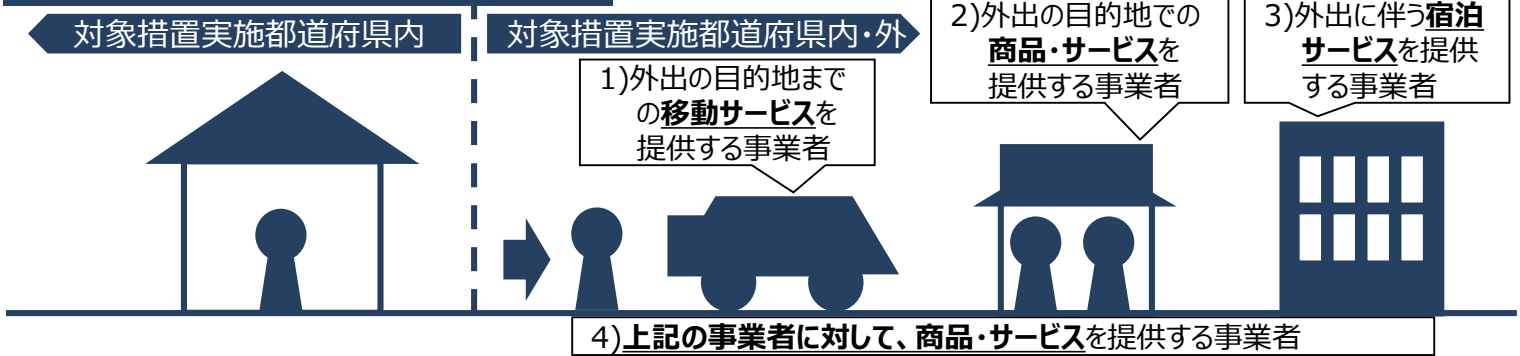 対象措置実施都道府県内
対象措置実施都道府県内・外
1)外出の目的地まで
の移動サービスを
提供する事業者
2)外出の目的地での
商品・サービスを
提供する事業者
3)外出に伴う宿泊
サービスを提供
する事業者
4)上記の事業者に対して、商品・サービスを提供する事業者